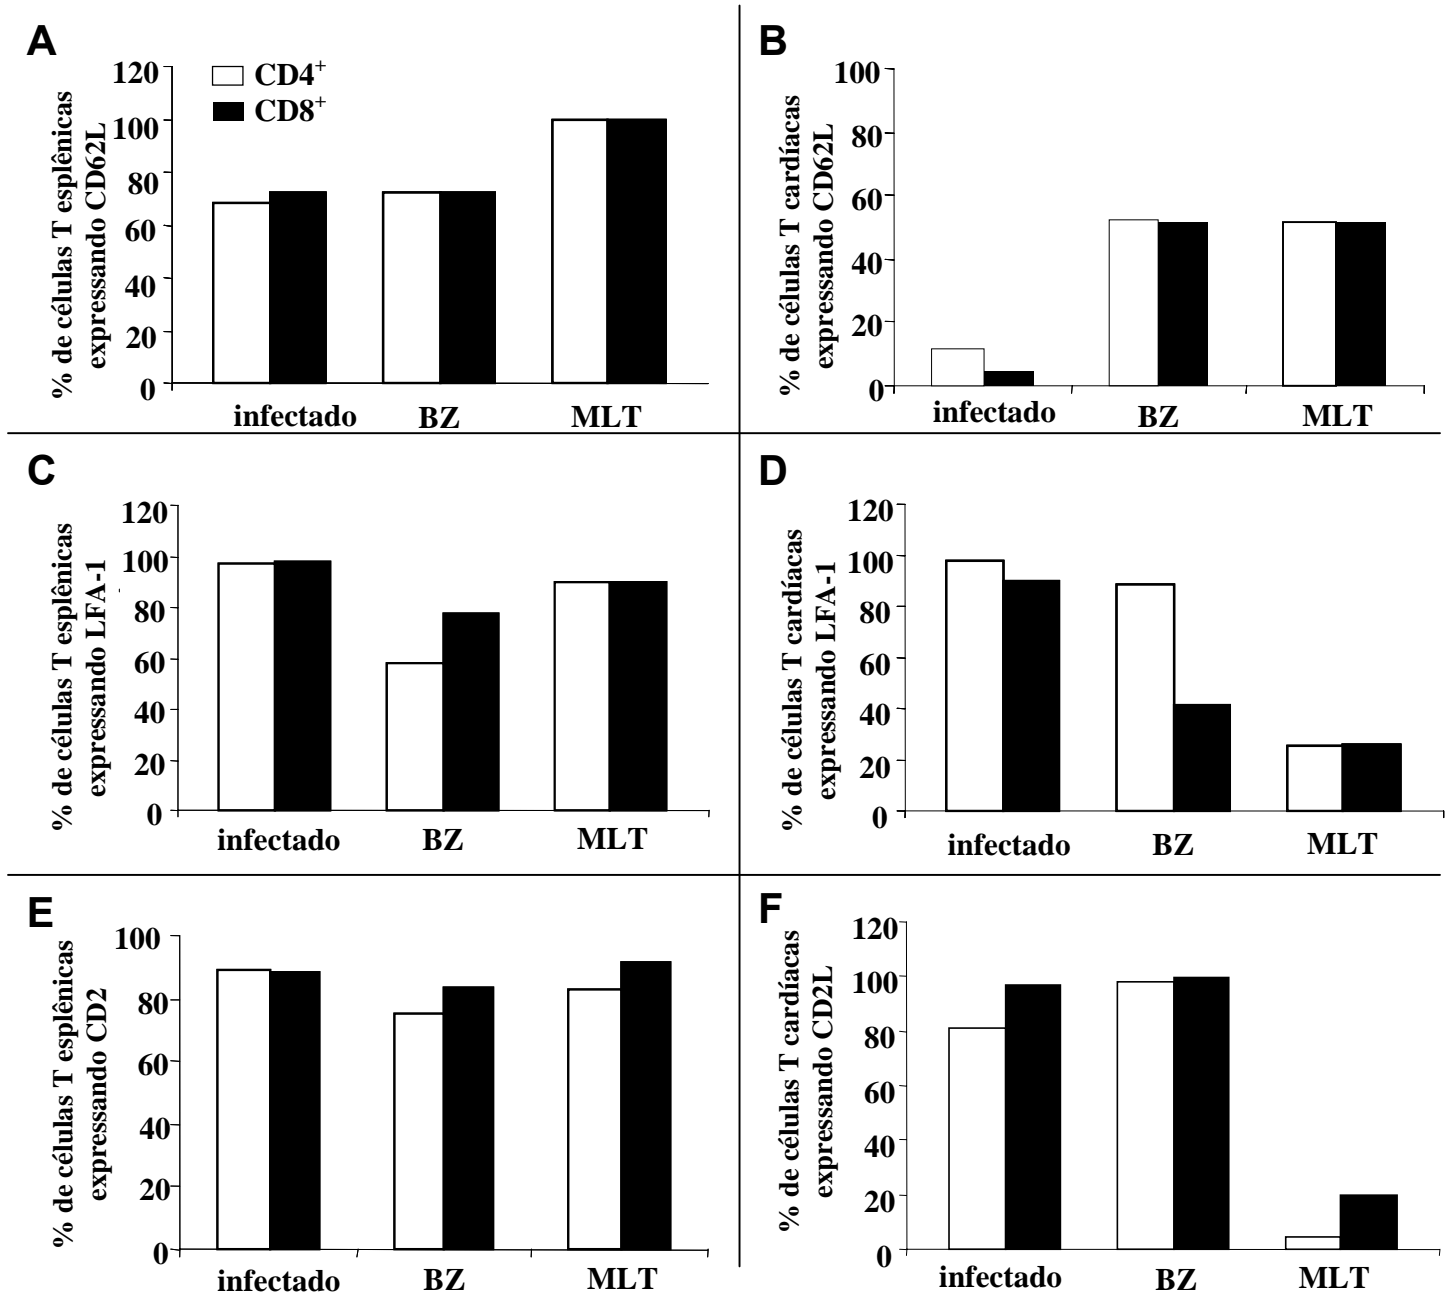 A
% de células T esplênicas
expressando CD62L
120
100
80
60
40
20
0
CD4+
CD8+
infectado BZ MLT
B
% de células T cardíacas
expressando CD62L
100
80
60
40
20
0
infectado BZ MLT
C
% de células T esplênicas
expressando LFA-1
120
100
80
60
40
20
0
infectado BZ MLT
D
% de células T cardíacas
expressando LFA-1
120
100
80
60
40
20
0
infectado BZ MLT
E
% de células T esplênicas
expressando CD2
100
80
60
40
20
0
infectado BZ MLT
F
% de células T cardíacas
expressando CD2L
120
100
80
60
40
20
0
infectado BZ MLT